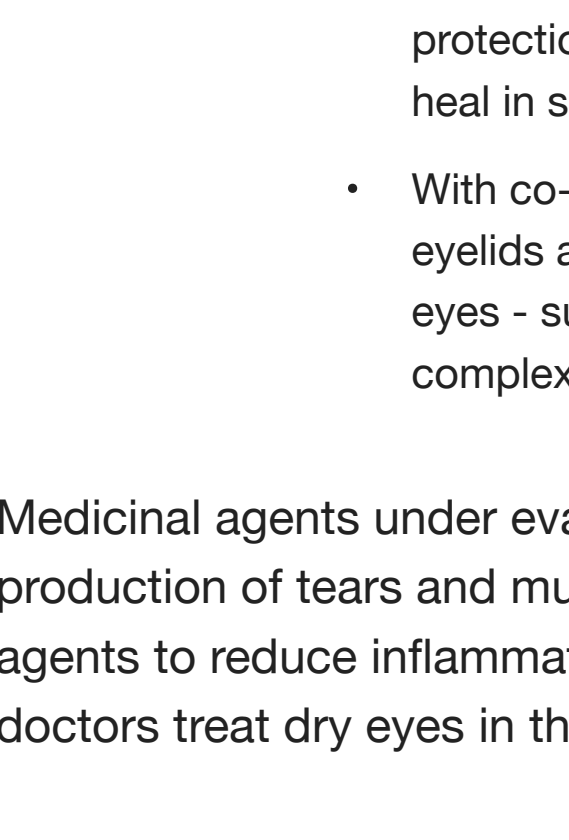 protectio
heal in s
• With co-
eyelids a
eyes - su
complex
Medicinal agents under eva
production of tears and mu
agents to reduce inflammat
doctors treat dry eyes in th